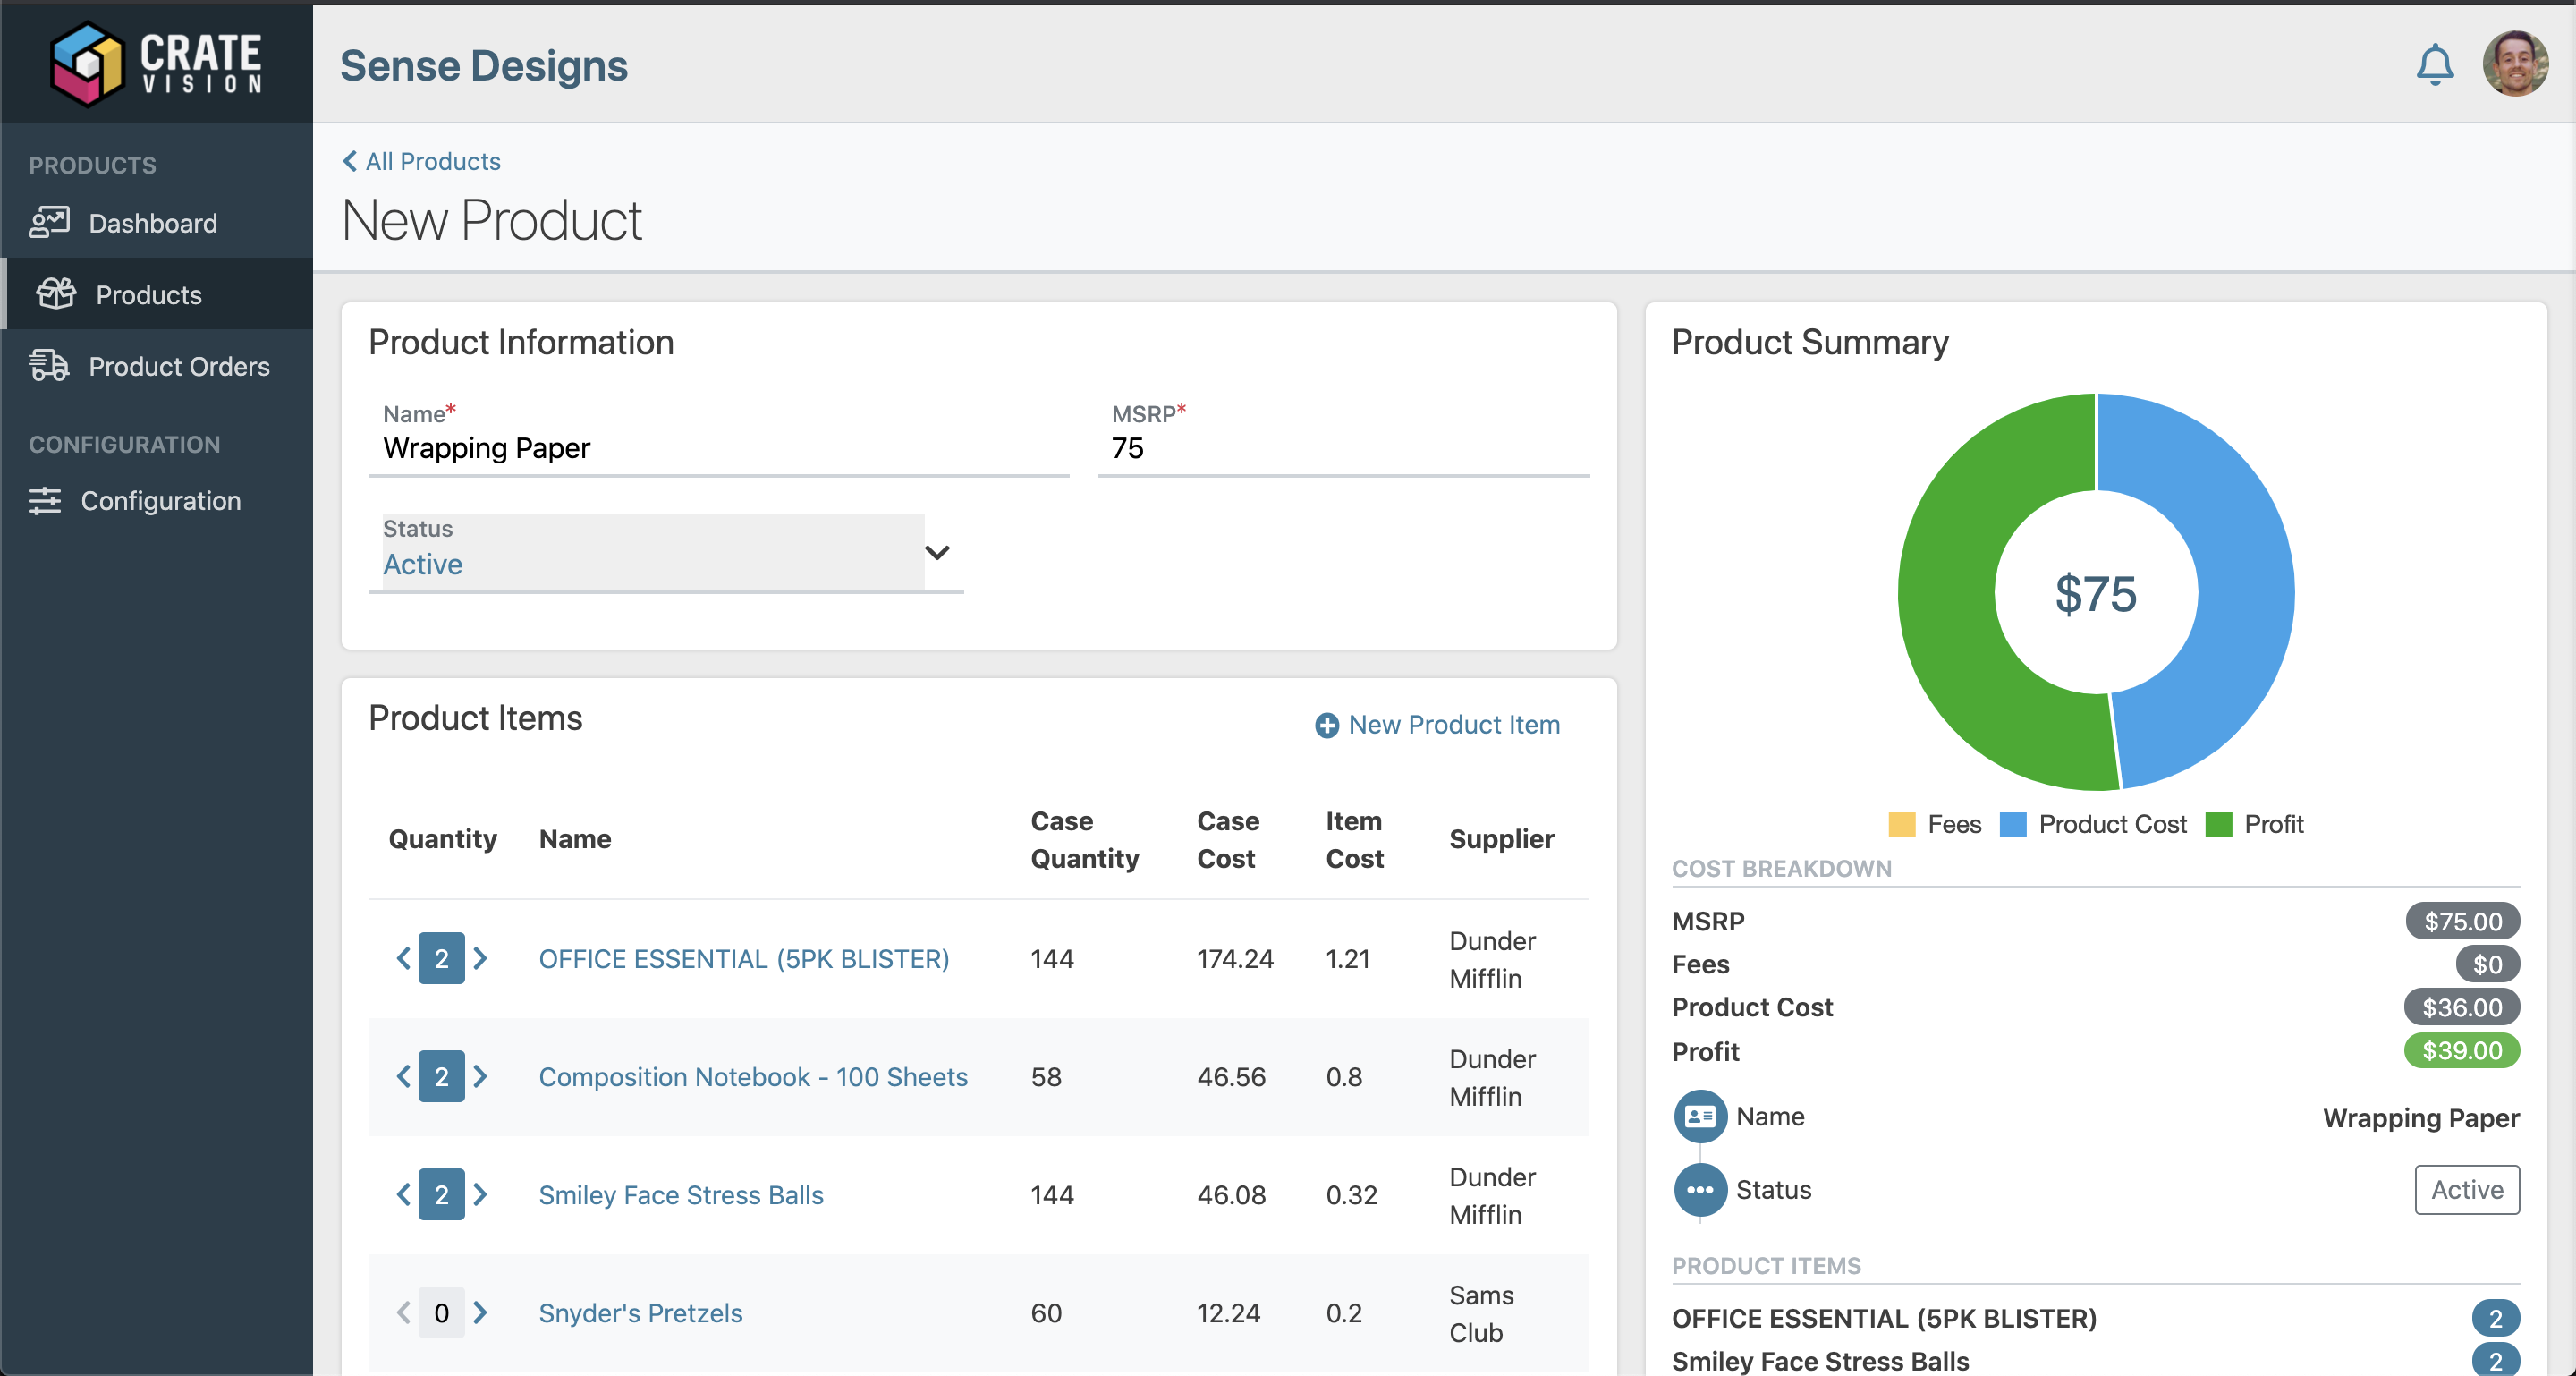 CRATE
VISION
Sense Designs
PRODUCTS
Dashboard
Products
Product Orders
CONFIGURATION
Configuration
All Products
New Product
Product Information
Name*
Wrapping Paper
MSRP*
75
Status
Active
Product Items
New Product Item
Quantity Name Case Quantity Case Cost Item Cost Supplier
2 OFFICE ESSENTIAL (5PK BLISTER) 144 174.24 1.21 Dunder Mifflin
2 Composition Notebook - 100 Sheets 58 46.56 0.8 Dunder Mifflin
2 Smiley Face Stress Balls 144 46.08 0.32 Dunder Mifflin
0 Snyder's Pretzels 60 12.24 0.2 Sams Club
Product Summary
$75
Fees Product Cost Profit
COST BREAKDOWN
MSRP $75.00
Fees $0
Product Cost $36.00
Profit $39.00
Name Wrapping Paper
Status Active
PRODUCT ITEMS
OFFICE ESSENTIAL (5PK BLISTER) 2
Smiley Face Stress Balls 2